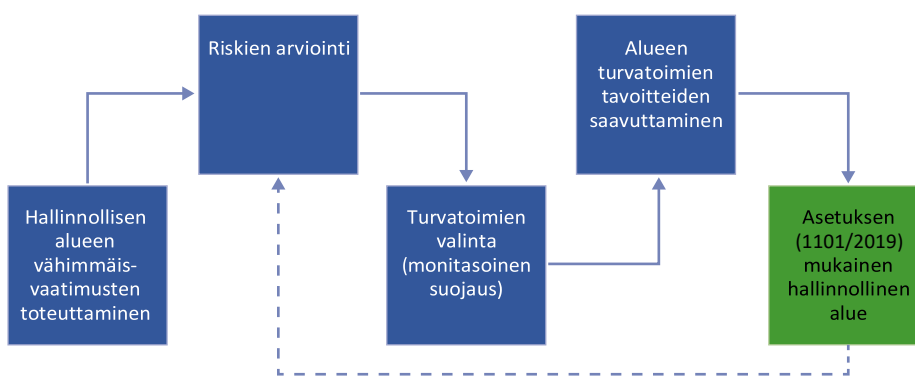 Hallinnollisen
alueen
vähimmäis-
vaatimusten
toteuttaminen
Riskien arviointi
Turvatoimien
valinta
(monitasoinen
suojaus)
Alueen
turvatoimien
tavoitteiden
saavuttaminen
Asetuksen
(1101/2019)
mukainen
hallinnollinen
alue